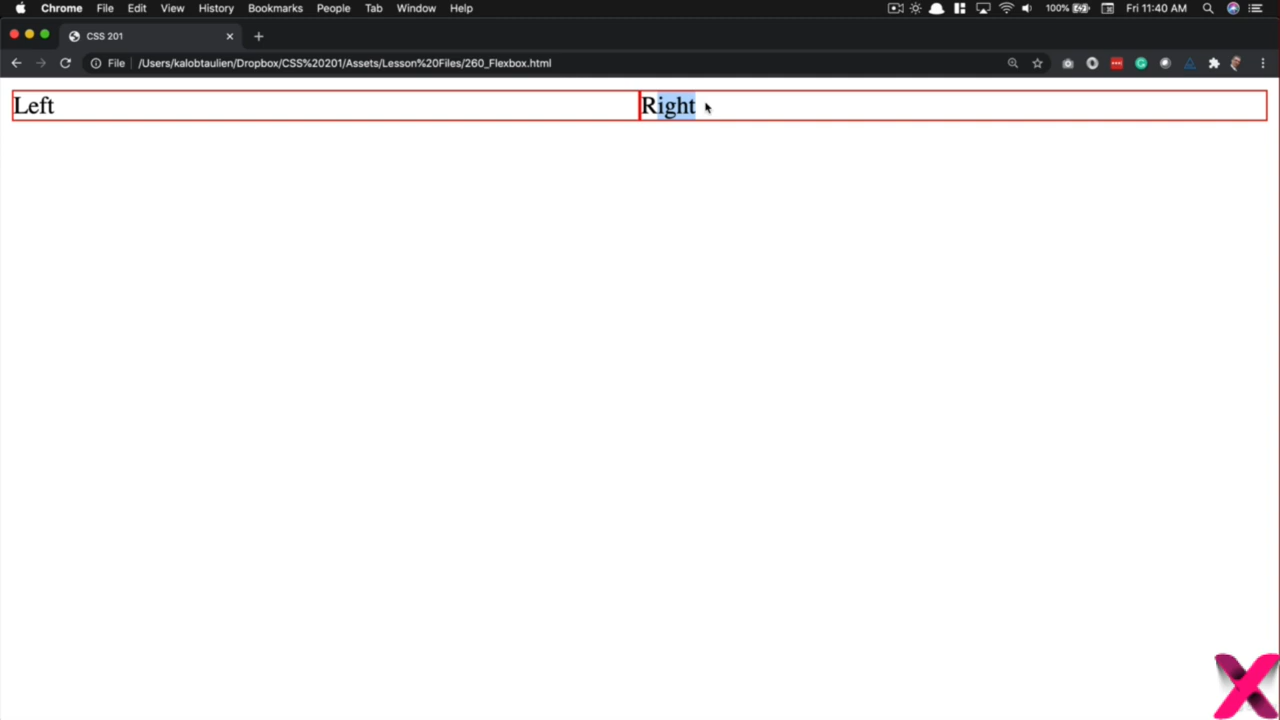 Chrome File Edit View History Bookmarks People Tab Window Help 100% Fri 11:40 AM
CSS 201
File /Users/kalobtaulien/Dropbox/CSS%20201/Assets/Lesson%20Files/260_Flexbox.html
Left Right
X